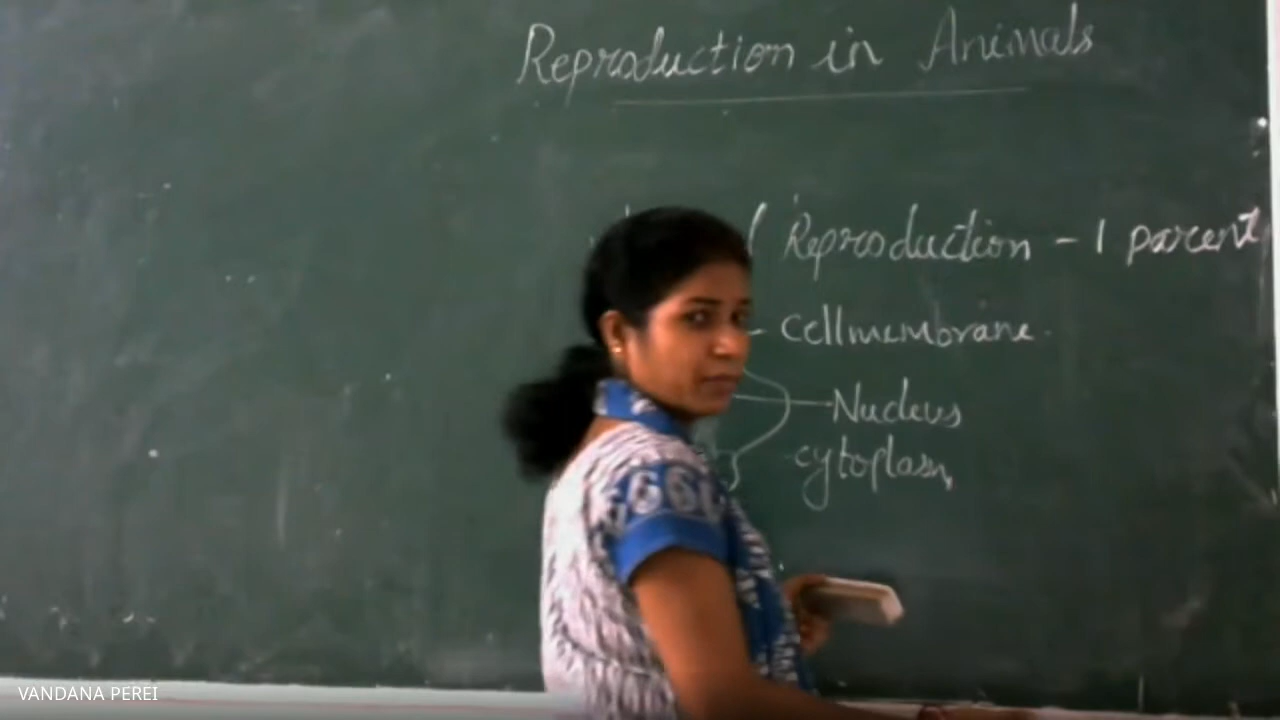 Reproduction in Animals
Reproduction - 1 parent
cellmembrane.
Nucleus
cytoplasm
VANDANA PEREI